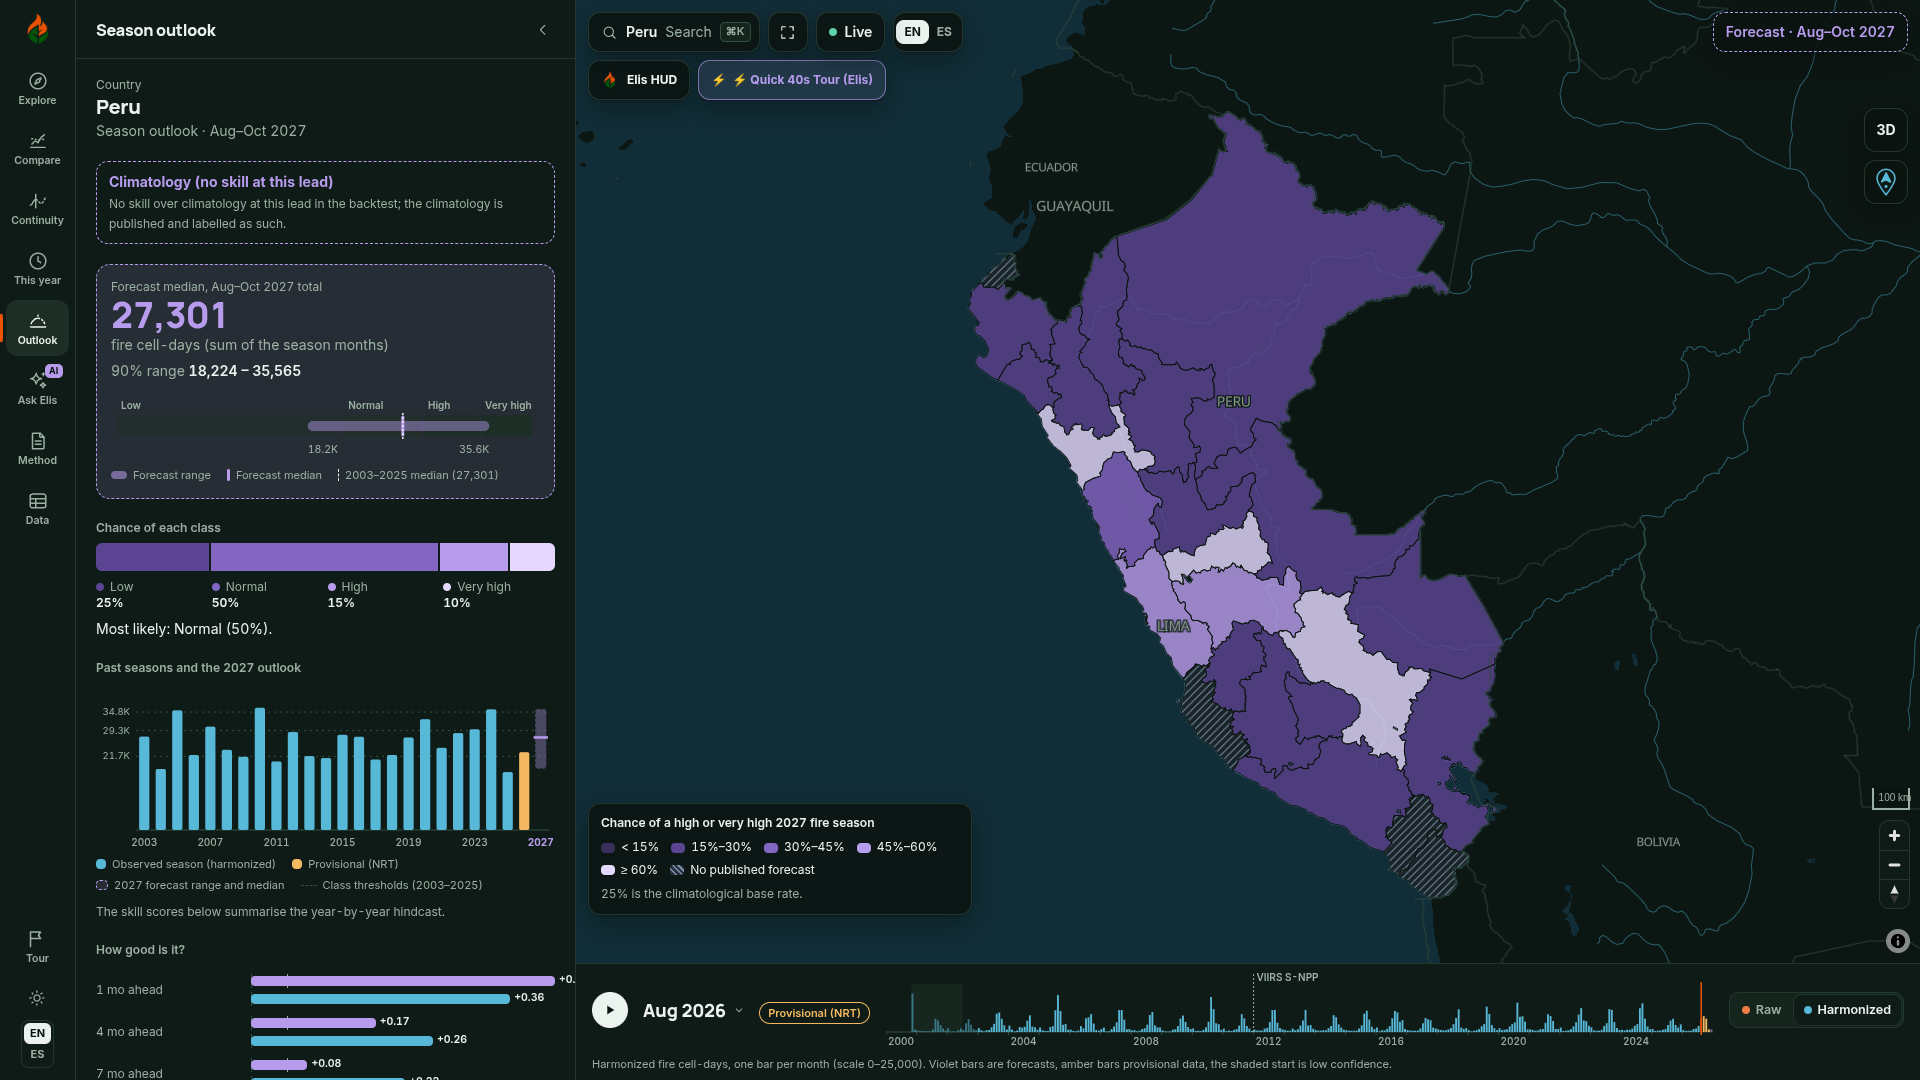 Explore
Compare
Continuity
This year
Outlook
AI
Ask Elis
Method
Data
Tour
EN
ES
Season outlook
Country
Peru
Season outlook · Aug–Oct 2027
Climatology (no skill at this lead)
No skill over climatology at this lead in the backtest; the climatology is
published and labelled as such.
Forecast median, Aug–Oct 2027 total
27,301
fire cell-days (sum of the season months)
90% range 18,224 – 35,565
Low Normal High Very high
18.2K 35.6K
Forecast range Forecast median 2003–2025 median (27,301)
Chance of each class
Low Normal High Very high
25% 50% 15% 10%
Most likely: Normal (50%).
Past seasons and the 2027 outlook
34.8K
29.3K
21.7K
2003 2007 2011 2015 2019 2023 2027
Observed season (harmonized) Provisional (NRT)
2027 forecast range and median Class thresholds (2003–2025)
The skill scores below summarise the year-by-year hindcast.
How good is it?
1 mo ahead +0.
+0.36
4 mo ahead +0.17
+0.26
7 mo ahead +0.08
Peru Search ⌘K
Live
EN ES
Elis HUD
⚡ ⚡ Quick 40s Tour (Elis)
Forecast · Aug–Oct 2027
3D
ECUADOR
GUAYAQUIL
PERU
LIMA
BOLIVIA
100 km
Chance of a high or very high 2027 fire season
< 15% 15%–30% 30%–45% 45%–60%
≥ 60% No published forecast
25% is the climatological base rate.
Aug 2026
Provisional (NRT)
VIIRS S-NPP
2000 2004 2008 2012 2016 2020 2024
Raw Harmonized
Harmonized fire cell-days, one bar per month (scale 0–25,000). Violet bars are forecasts, amber bars provisional data, the shaded start is low confidence.